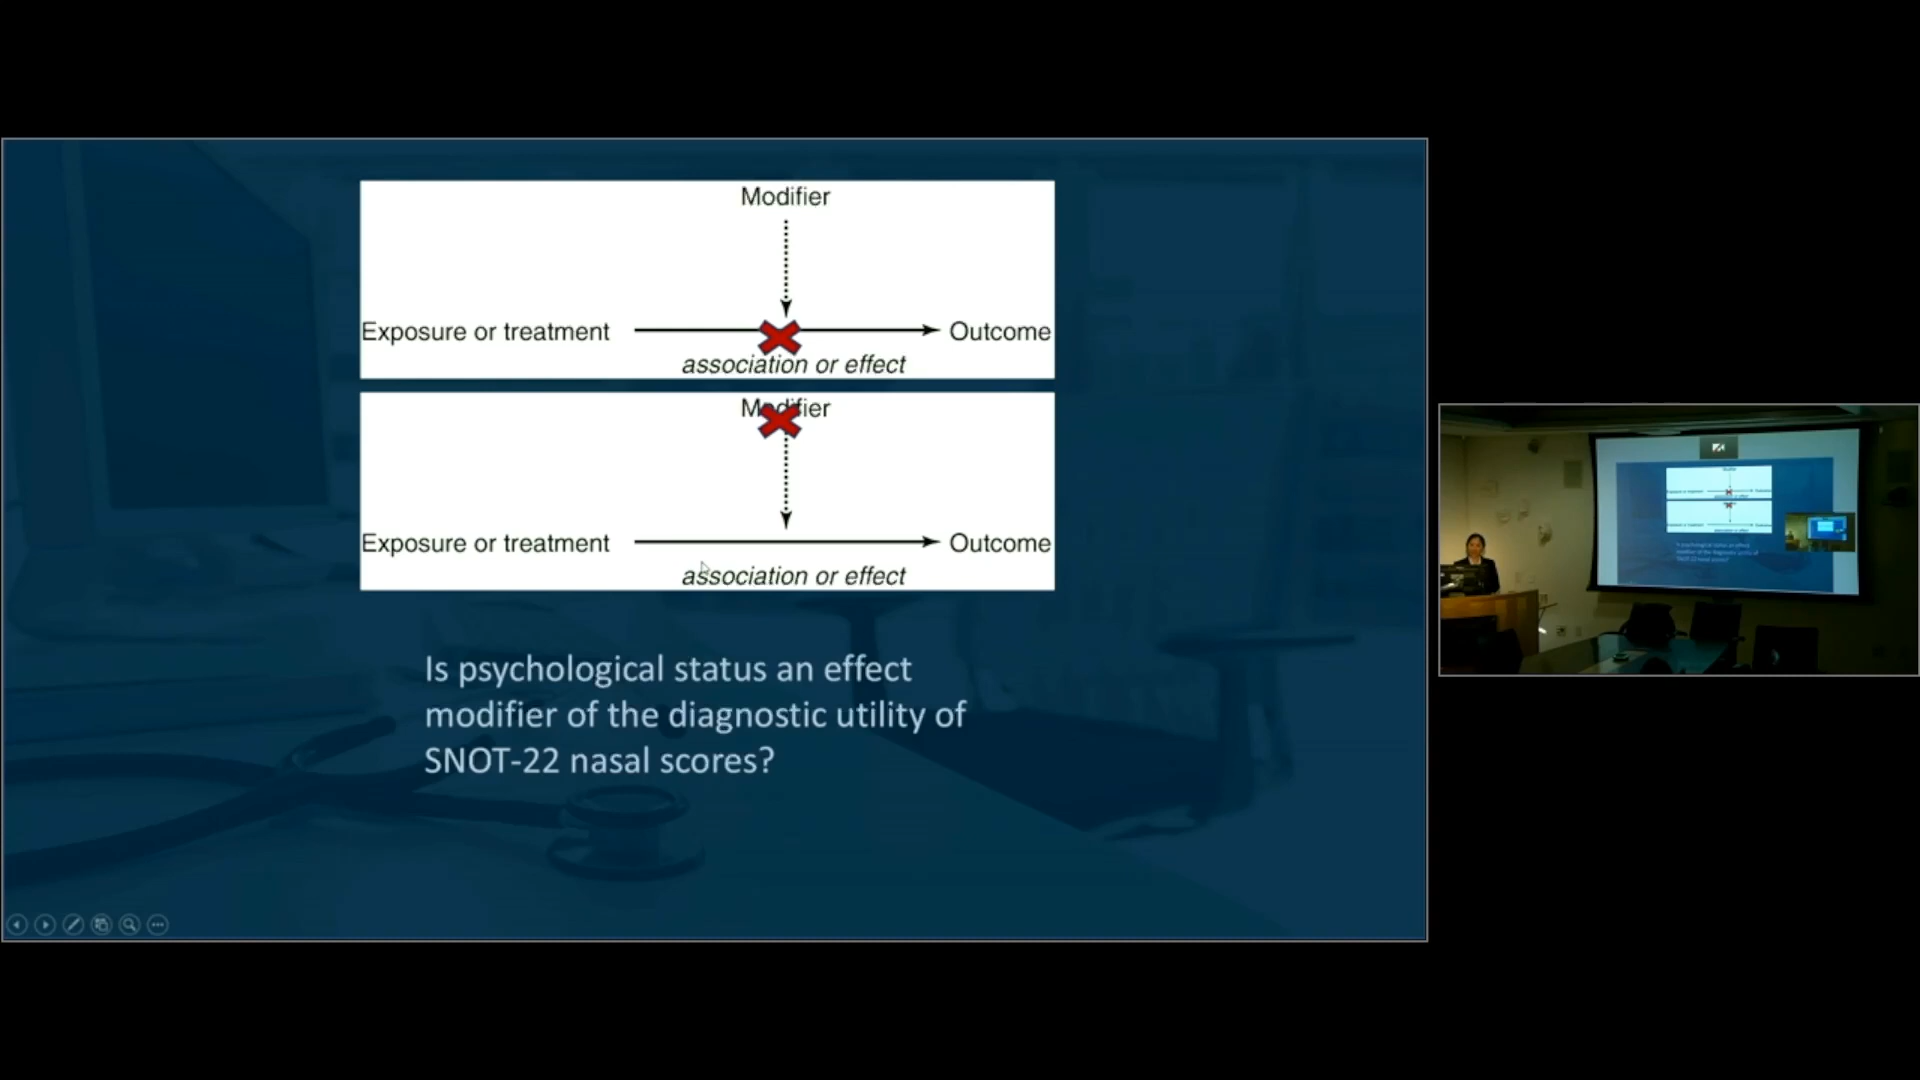 Modifier
Exposure or treatment
Outcome
association or effect
Modifier
Exposure or treatment
Outcome
association or effect
Is psychological status an effect
modifier of the diagnostic utility of
SNOT-22 nasal scores?